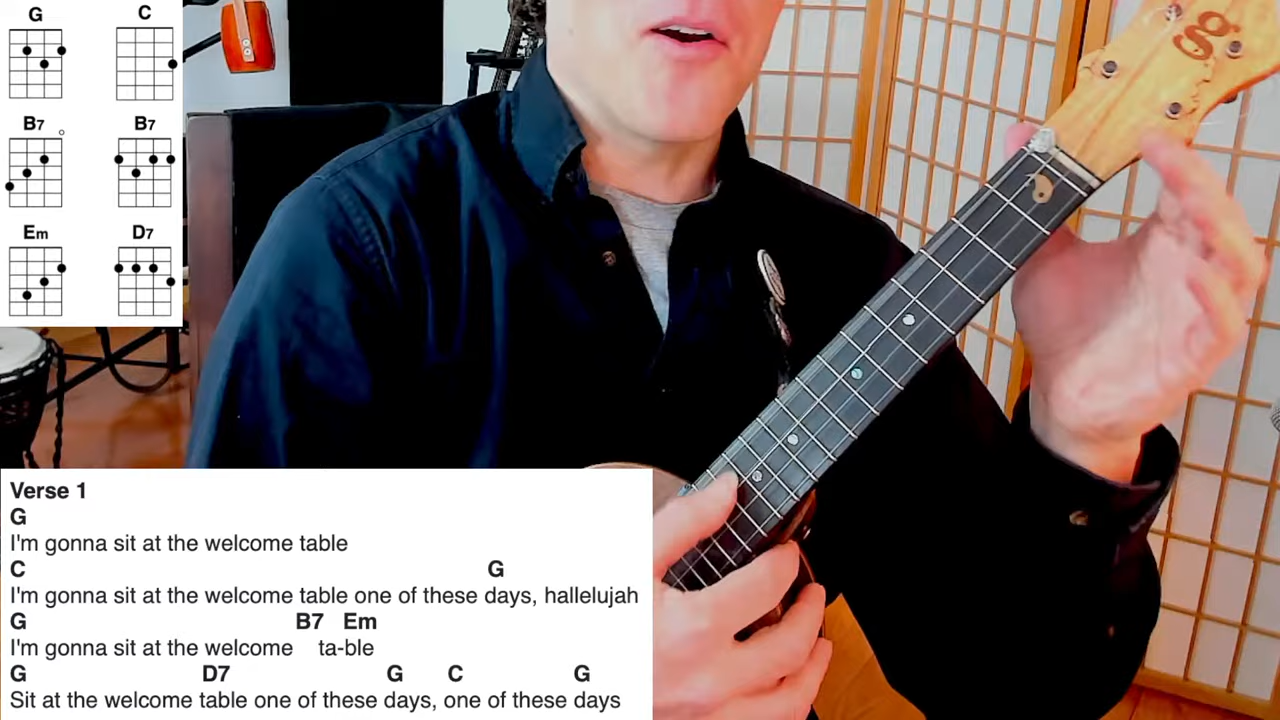 G C
B7 B7
Em D7
Verse 1
G
I'm gonna sit at the welcome table
C G
I'm gonna sit at the welcome table one of these days, hallelujah
G B7 Em
I'm gonna sit at the welcome ta-ble
G D7 G C G
Sit at the welcome table one of these days, one of these days